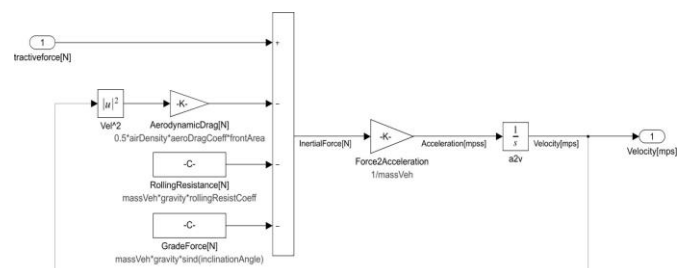 1
tractiveforce[N]
+
|u|²
Vel^2
-K-
AerodynamicDrag[N]
0.5*airDensity*aeroDragCoeff*frontArea
−
-C-
RollingResistance[N]
massVeh*gravity*rollingResistCoeff
−
-C-
GradeForce[N]
massVeh*gravity*sind(inclinationAngle)
−
InertialForce[N]
-K-
Force2Acceleration
1/massVeh
Acceleration[mpss]
1
s
a2v
Velocity[mps]
1
Velocity[mps]